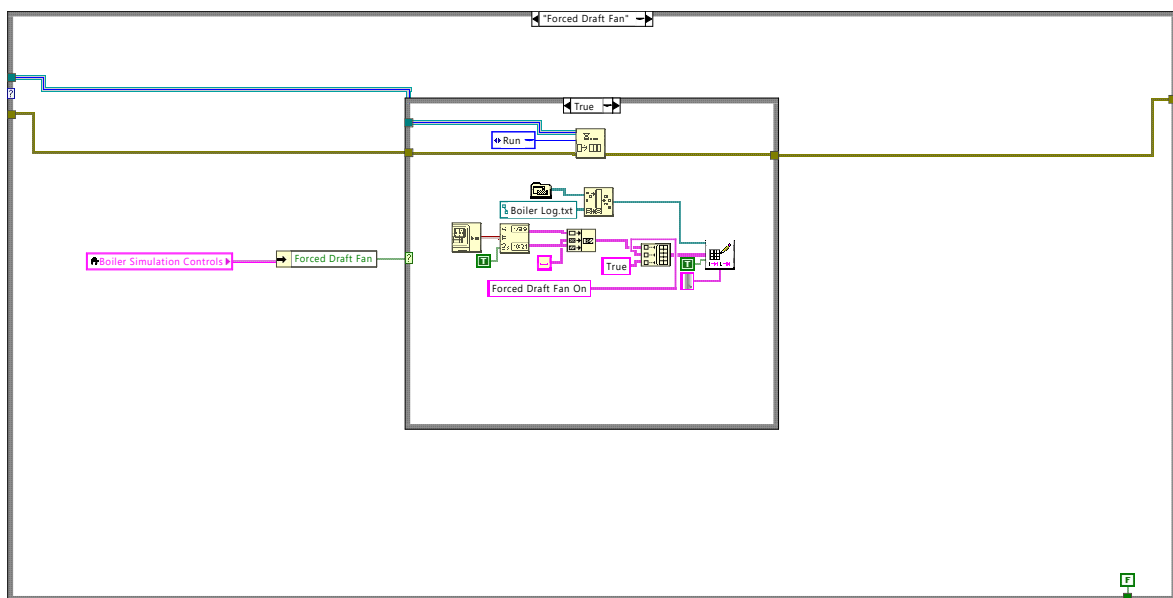 "Forced Draft Fan"
?
True
Run
Boiler Log.txt
Boiler Simulation Controls
Forced Draft Fan
?
T
True
T
Forced Draft Fan On
F